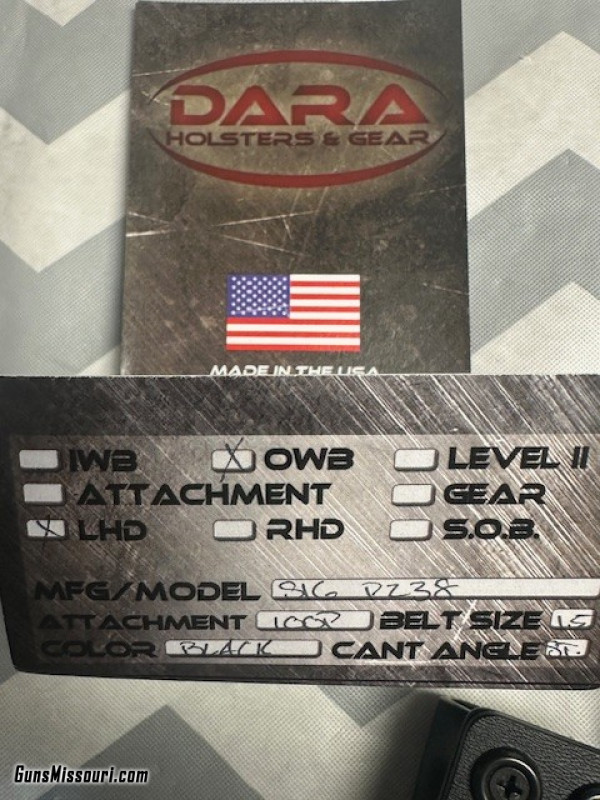 DARA
HOLSTERS & GEAR
MADE IN THE USA
IWB X OWB LEVEL II
ATTACHMENT GEAR
X LHD RHD S.O.B.
MFG/MODEL SIG P238
ATTACHMENT LOOP BELT SIZE 1.5
COLOR BLACK CANT ANGLE ST.
GunsMissouri.com